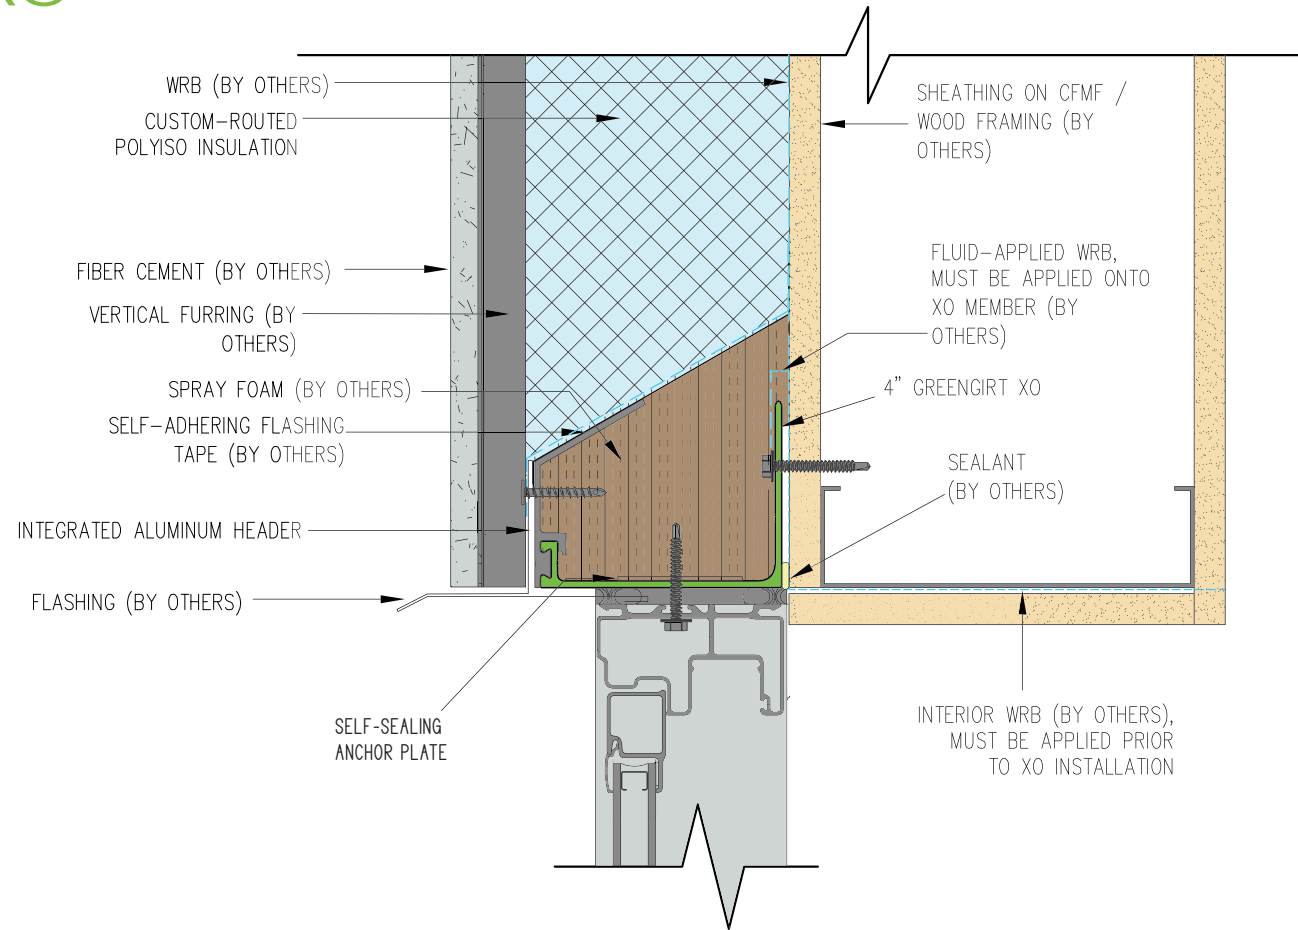 XO
WRB (BY OTHERS)
CUSTOM-ROUTED
POLYISO INSULATION
FIBER CEMENT (BY OTHERS)
VERTICAL FURRING (BY
OTHERS)
SPRAY FOAM (BY OTHERS)
SELF-ADHERING FLASHING
TAPE (BY OTHERS)
INTEGRATED ALUMINUM HEADER
FLASHING (BY OTHERS)
SELF-SEALING
ANCHOR PLATE
SHEATHING ON CFMF /
WOOD FRAMING (BY
OTHERS)
FLUID-APPLIED WRB,
MUST BE APPLIED ONTO
XO MEMBER (BY
OTHERS)
4" GREENGIRT XO
SEALANT
(BY OTHERS)
INTERIOR WRB (BY OTHERS),
MUST BE APPLIED PRIOR
TO XO INSTALLATION